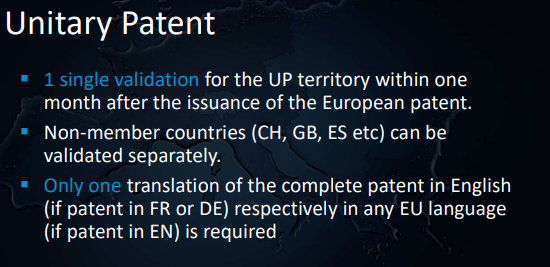 Unitary Patent
▪ 1 single validation for the UP territory within one
month after the issuance of the European patent.
▪ Non-member countries (CH, GB, ES etc) can be
validated separately.
▪ Only one translation of the complete patent in English
(if patent in FR or DE) respectively in any EU language
(if patent in EN) is required